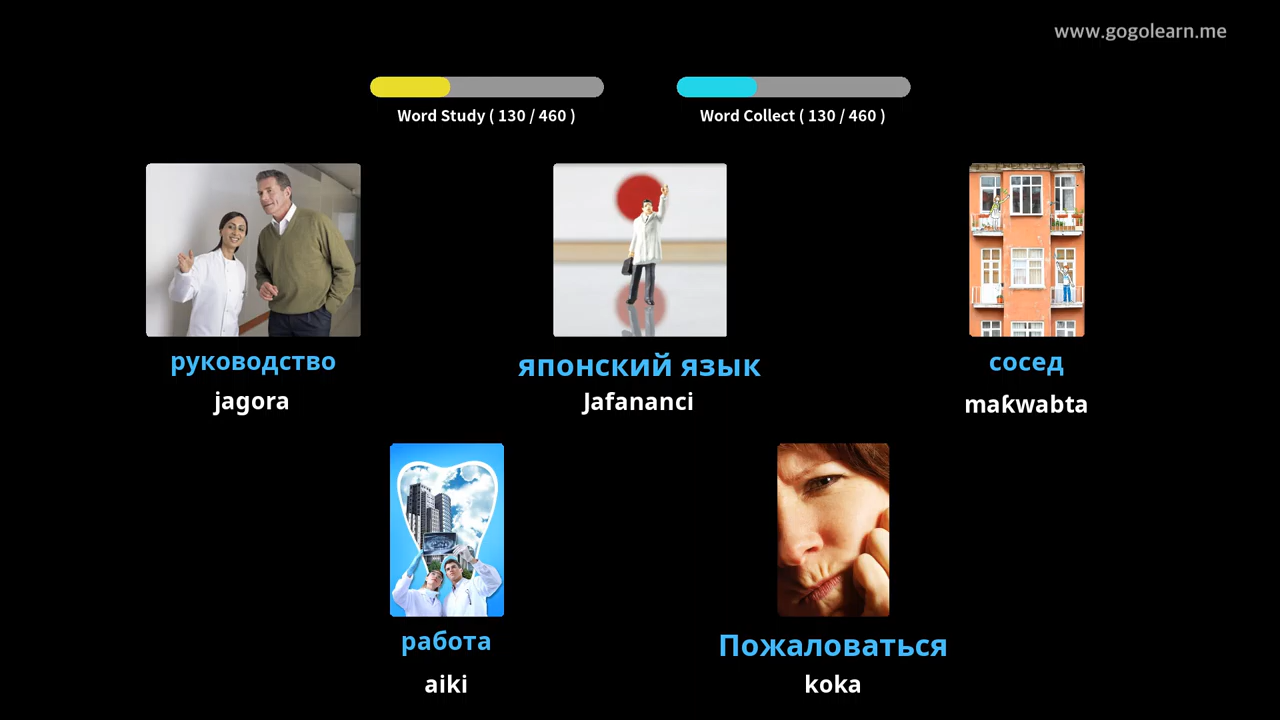 www.gogolearn.me
Word Study ( 130 / 460 )
Word Collect ( 130 / 460 )
руководство
jagora
японский язык
Jafananci
сосед
maƙwabta
работа
aiki
Пожаловаться
koka